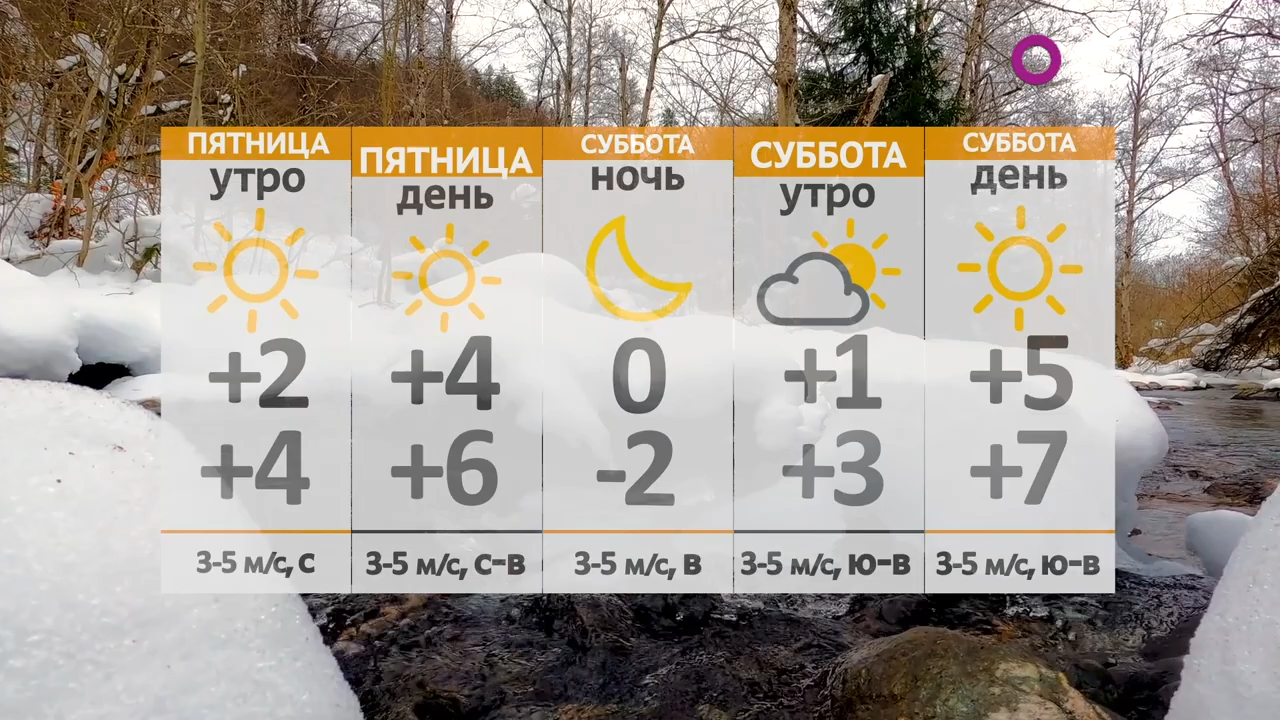 ПЯТНИЦА
утро
+2
+4
3-5 м/с, С
ПЯТНИЦА
день
+4
+6
3-5 м/с, С-В
СУББОТА
ночь
0
-2
3-5 м/с, В
СУББОТА
утро
+1
+3
3-5 м/с, Ю-В
СУББОТА
день
+5
+7
3-5 м/с, Ю-В